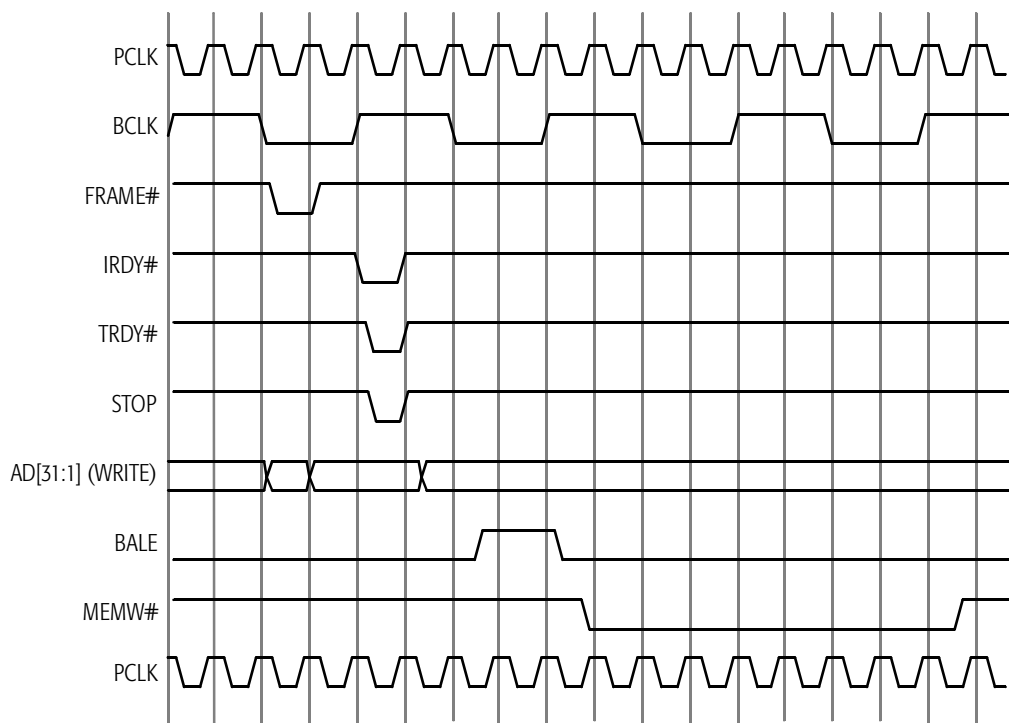 PCLK
BCLK
FRAME#
IRDY#
TRDY#
STOP
AD[31:1] (WRITE)
BALE
MEMW#
PCLK